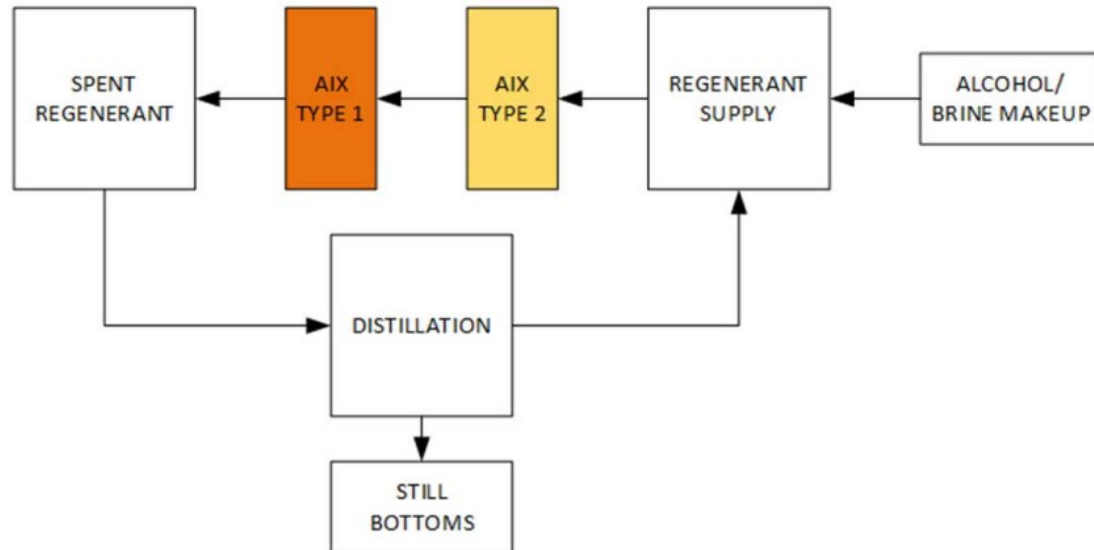 SPENT
REGENERANT
AIX
TYPE 1
AIX
TYPE 2
REGENERANT
SUPPLY
ALCOHOL/
BRINE MAKEUP
DISTILLATION
STILL
BOTTOMS